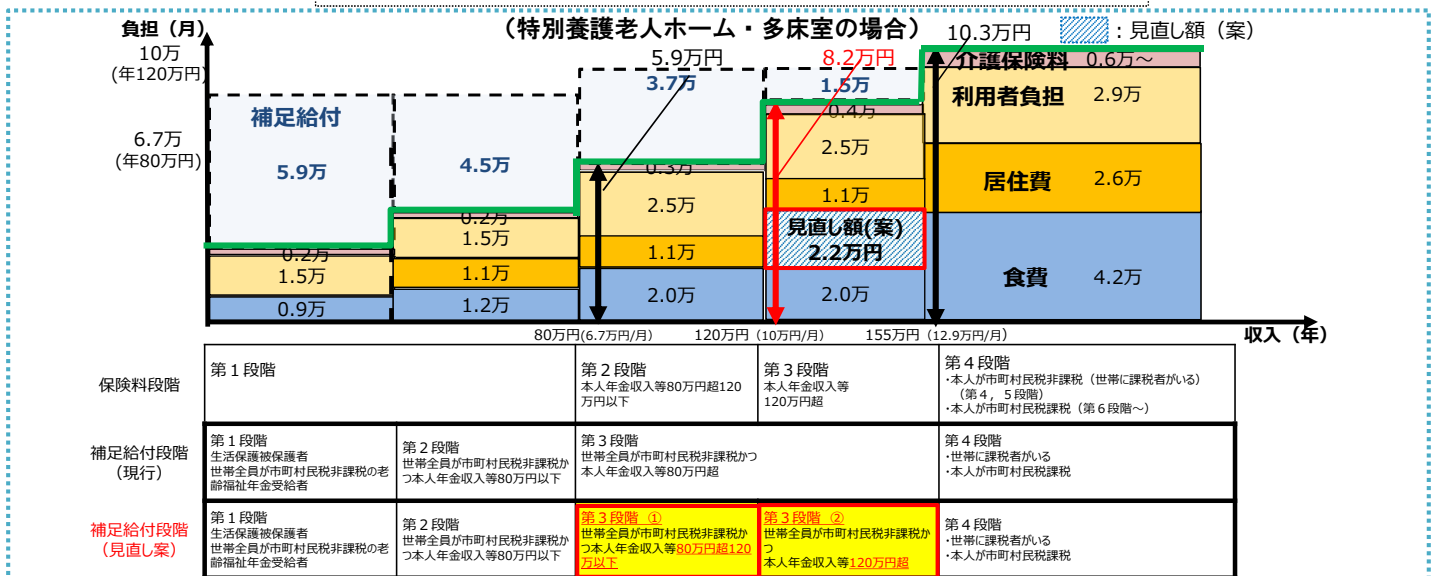 負担（月）
（特別養護老人ホーム・多床室の場合）
10.3万円
：見直し額（案）
10万
(年120万円)
5.9万円
8.2万円
介護保険料 0.6万～
3.7万
1.5万
補足給付
利用者負担 2.9万
0.4万
6.7万
(年80万円)
2.5万
5.9万
4.5万
0.3万
居住費 2.6万
2.5万
1.1万
0.2万
見直し額(案)
2.2万円
1.5万
0.2万
1.1万
1.5万
1.1万
食費 4.2万
0.9万
1.2万
2.0万
2.0万
80万円(6.7万円/月)
120万円（10万円/月）
155万円（12.9万円/月）
収入（年）
保険料段階
第１段階
第２段階
本人年金収入等80万円超120
万円以下
第３段階
本人年金収入等
120万円超
第４段階
・本人が市町村民税非課税（世帯に課税者がいる）
（第４，５段階）
・本人が市町村民税課税（第６段階～）
補足給付段階
（現行）
第１段階
生活保護被保護者
世帯全員が市町村民税非課税の老
齢福祉年金受給者
第２段階
世帯全員が市町村民税非課税か
つ本人年金収入等80万円以下
第３段階
世帯全員が市町村民税非課税かつ
本人年金収入等80万円超
第４段階
・世帯に課税者がいる
・本人が市町村民税課税
補足給付段階
（見直し案）
第１段階
生活保護被保護者
世帯全員が市町村民税非課税の老
齢福祉年金受給者
第２段階
世帯全員が市町村民税非課税か
つ本人年金収入等80万円以下
第３段階 ①
世帯全員が市町村民税非課税か
つ本人年金収入等80万円超120
万以下
第３段階 ②
世帯全員が市町村民税非課税か
つ
本人年金収入等120万円超
第４段階
・世帯に課税者がいる
・本人が市町村民税課税